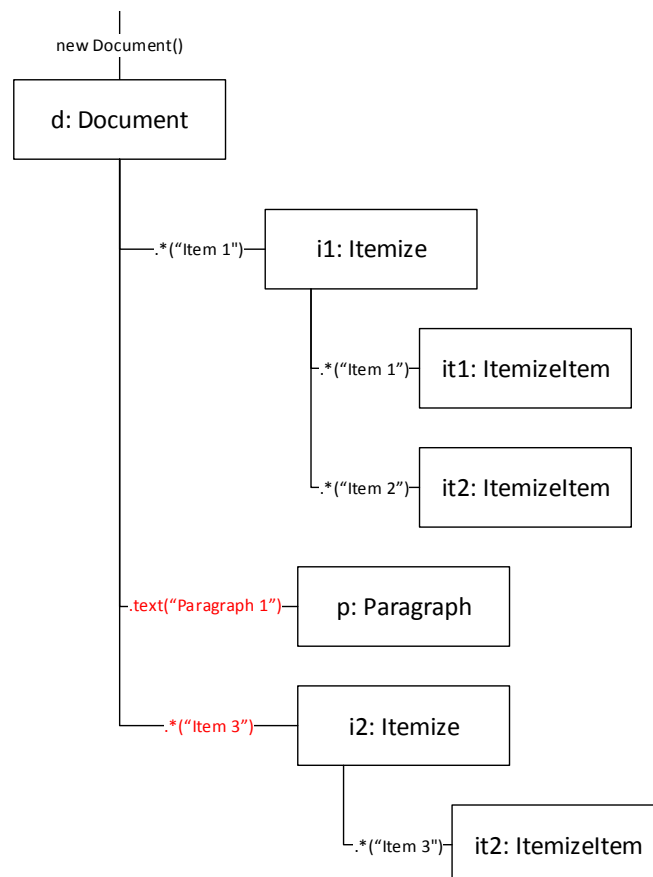 new Document()
d: Document
.*(“Item 1")
i1: Itemize
.*(“Item 1”)
it1: ItemizeItem
.*(“Item 2”)
it2: ItemizeItem
.text(“Paragraph 1”)
p: Paragraph
.*(“Item 3”)
i2: Itemize
.*(“Item 3")
it2: ItemizeItem